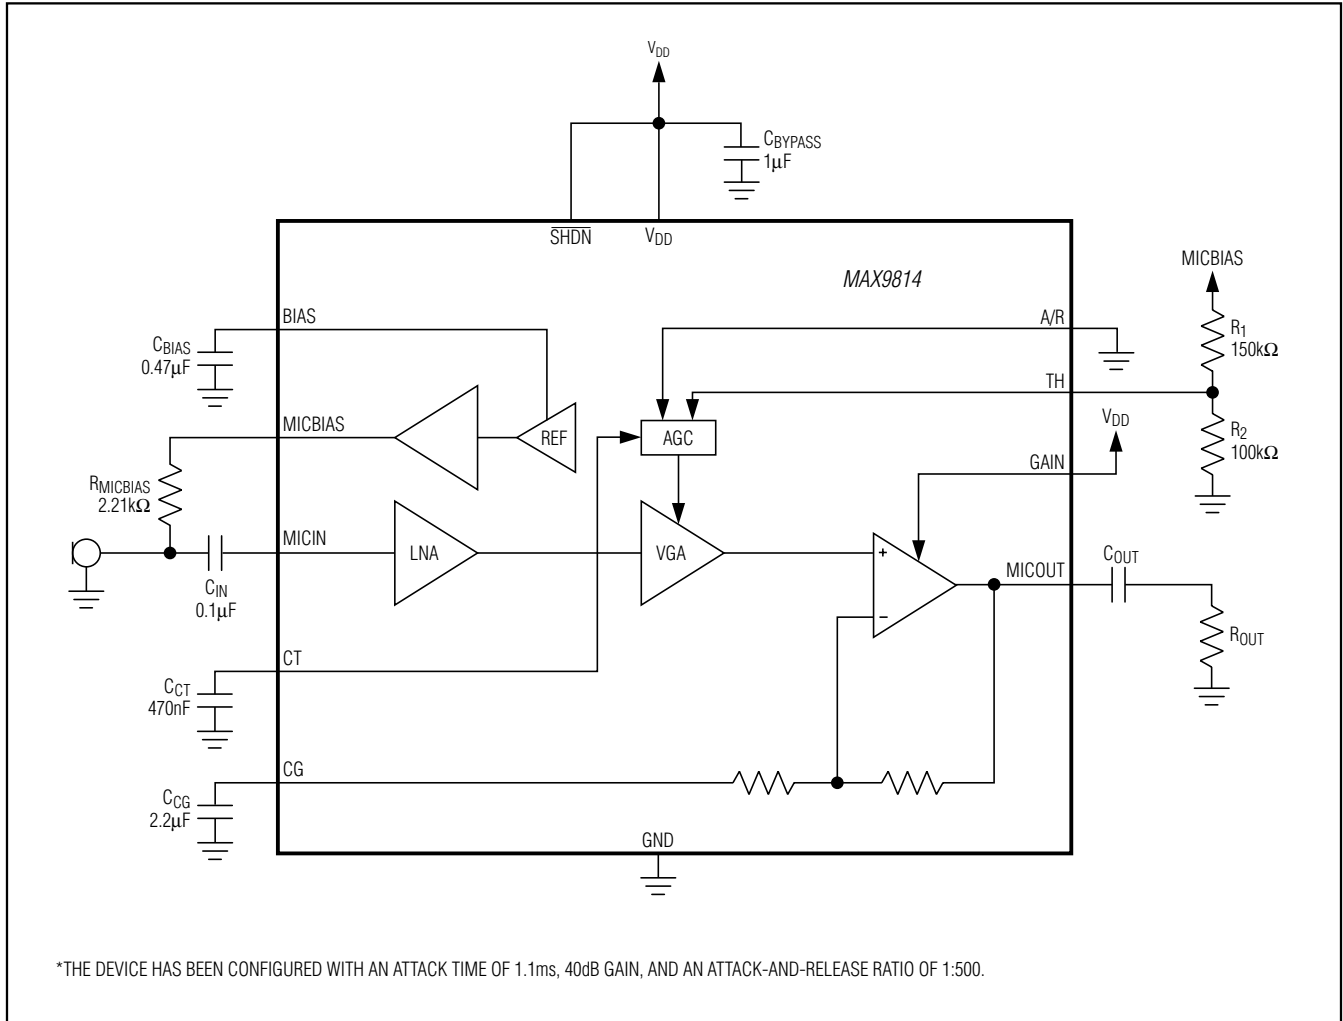 VDD
CBYPASS
1µF
SHDN
VDD
MAX9814
MICBIAS
BIAS
A/R
R1
150kΩ
CBIAS
0.47µF
TH
MICBIAS
REF
AGC
VDD
R2
100kΩ
GAIN
RMICBIAS
2.21kΩ
MICIN
LNA
VGA
+
COUT
MICOUT
CIN
0.1µF
−
ROUT
CT
CCT
470nF
CG
CCG
2.2µF
GND
*THE DEVICE HAS BEEN CONFIGURED WITH AN ATTACK TIME OF 1.1ms, 40dB GAIN, AND AN ATTACK-AND-RELEASE RATIO OF 1:500.